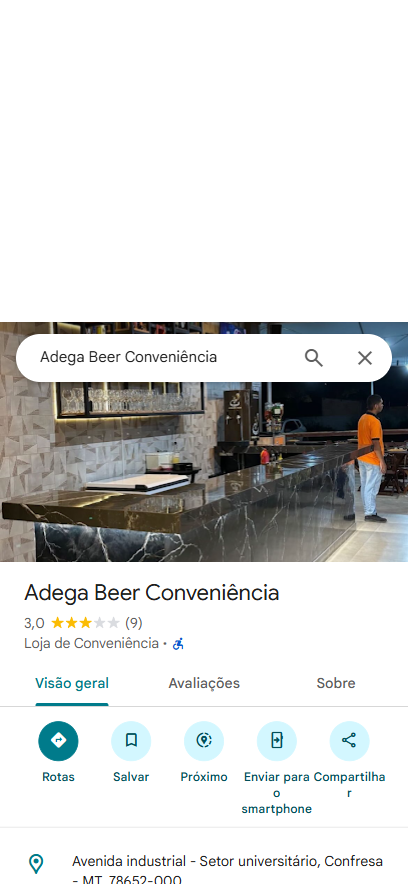 Adega Beer Conveniência
Adega Beer Conveniência
3,0 (9)
Loja de Conveniência ·
Visão geral Avaliações Sobre
Rotas Salvar Próximo Enviar para o smartphone Compartilhar
Avenida industrial - Setor universitário, Confresa
- MT, 78652-000